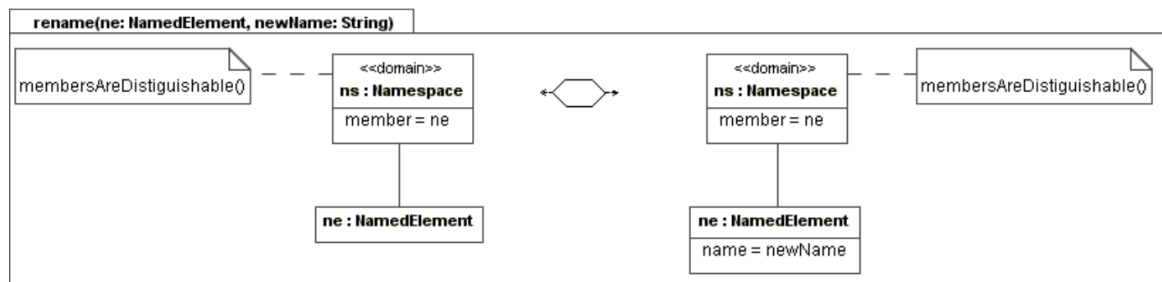 rename(ne: NamedElement, newName: String)
membersAreDistiguishable()
<<domain>>
ns : Namespace
member = ne
ne : NamedElement
<<domain>>
ns : Namespace
member = ne
ne : NamedElement
name = newName
membersAreDistiguishable()